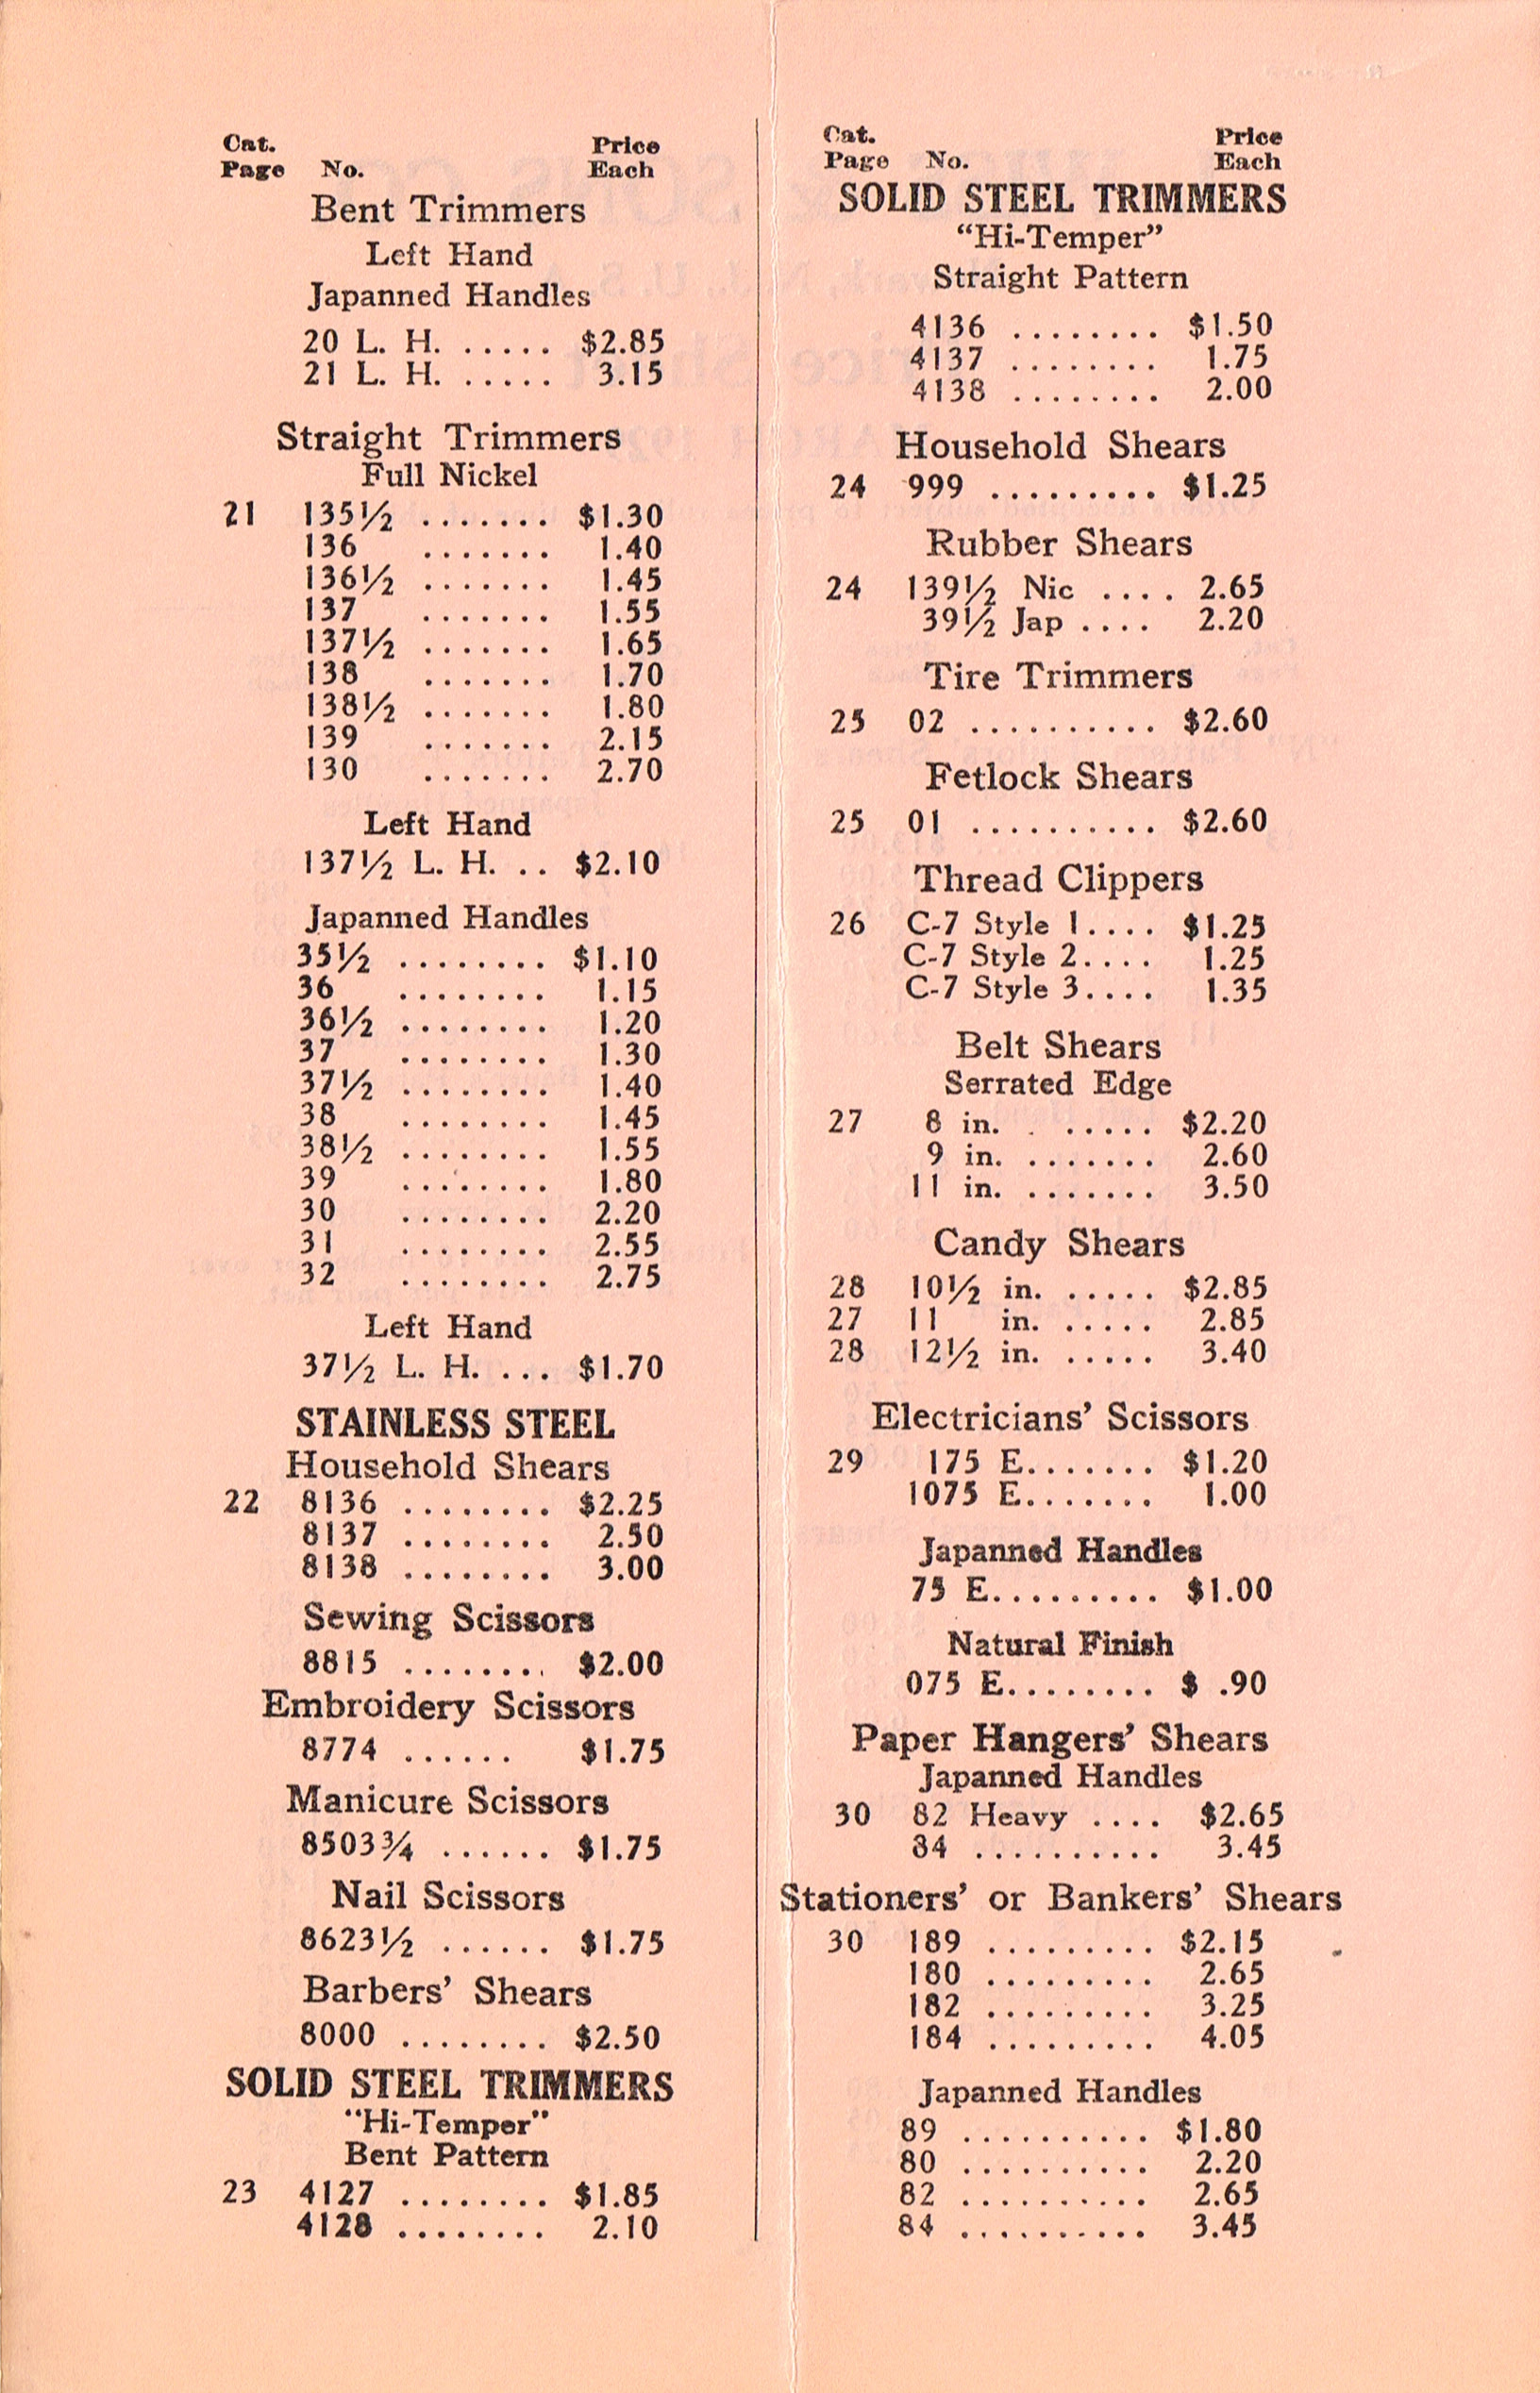 Cat. Price
Page No. Each
Bent Trimmers
Left Hand
Japanned Handles
20 L. H. ..... $2.85
21 L. H. ..... 3.15
Straight Trimmers
Full Nickel
21 135½ ....... $1.30
136 ....... 1.40
136½ ....... 1.45
137 ....... 1.55
137½ ....... 1.65
138 ....... 1.70
138½ ....... 1.80
139 ....... 2.15
130 ....... 2.70
Left Hand
137½ L. H. .. $2.10
Japanned Handles
35½ ........ $1.10
36 ........ 1.15
36½ ........ 1.20
37 ........ 1.30
37½ ........ 1.40
38 ........ 1.45
38½ ........ 1.55
39 ........ 1.80
30 ........ 2.20
31 ........ 2.55
32 ........ 2.75
Left Hand
37½ L. H. ... $1.70
STAINLESS STEEL
Household Shears
22 8136 ........ $2.25
8137 ........ 2.50
8138 ........ 3.00
Sewing Scissors
8815 ........ $2.00
Embroidery Scissors
8774 ...... $1.75
Manicure Scissors
8503¾ ...... $1.75
Nail Scissors
8623½ ...... $1.75
Barbers' Shears
8000 ........ $2.50
SOLID STEEL TRIMMERS
"Hi-Temper"
Bent Pattern
23 4127 ........ $1.85
4128 ........ 2.10
Cat. Price
Page No. Each
SOLID STEEL TRIMMERS
"Hi-Temper"
Straight Pattern
4136 ........ $1.50
4137 ........ 1.75
4138 ........ 2.00
Household Shears
24 999 ......... $1.25
Rubber Shears
24 139½ Nic .... 2.65
39½ Jap .... 2.20
Tire Trimmers
25 02 .......... $2.60
Fetlock Shears
25 01 .......... $2.60
Thread Clippers
26 C-7 Style 1.... $1.25
C-7 Style 2.... 1.25
C-7 Style 3.... 1.35
Belt Shears
Serrated Edge
27 8 in. . ..... $2.20
9 in. ....... 2.60
11 in. ....... 3.50
Candy Shears
28 10½ in. ..... $2.85
27 11 in. ..... 2.85
28 12½ in. ..... 3.40
Electricians' Scissors
29 175 E....... $1.20
1075 E....... 1.00
Japanned Handles
75 E......... $1.00
Natural Finish
075 E........ $ .90
Paper Hangers' Shears
Japanned Handles
30 82 Heavy .... $2.65
84 .......... 3.45
Stationers' or Bankers' Shears
30 189 ......... $2.15
180 ......... 2.65
182 ......... 3.25
184 ......... 4.05
Japanned Handles
89 .......... $1.80
80 .......... 2.20
82 .......... 2.65
84 .......... 3.45